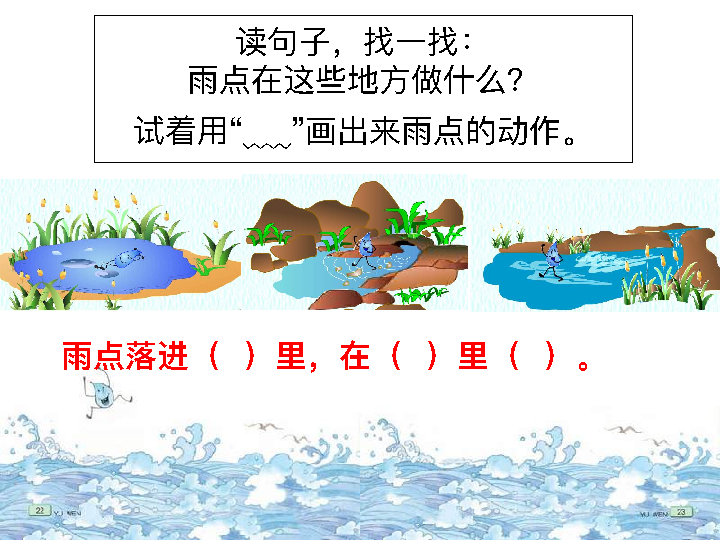 读句子，找一找：
雨点在这些地方做什么？
试着用“﹏﹏”画出来雨点的动作。
雨点落进（ ）里，在（ ）里（ ）。
22 YU WEN
YU WEN 23